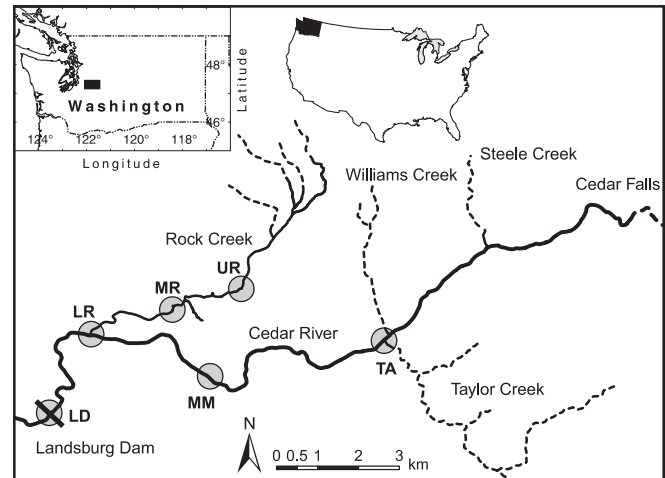 48°
46°
Latitude
Washington
124°
122°
120°
118°
Longitude
Steele Creek
Williams Creek
Cedar Falls
Rock Creek
UR
MR
LR
Cedar River
TA
MM
Taylor Creek
LD
Landsburg Dam
N
0 0.5 1 2 3
km